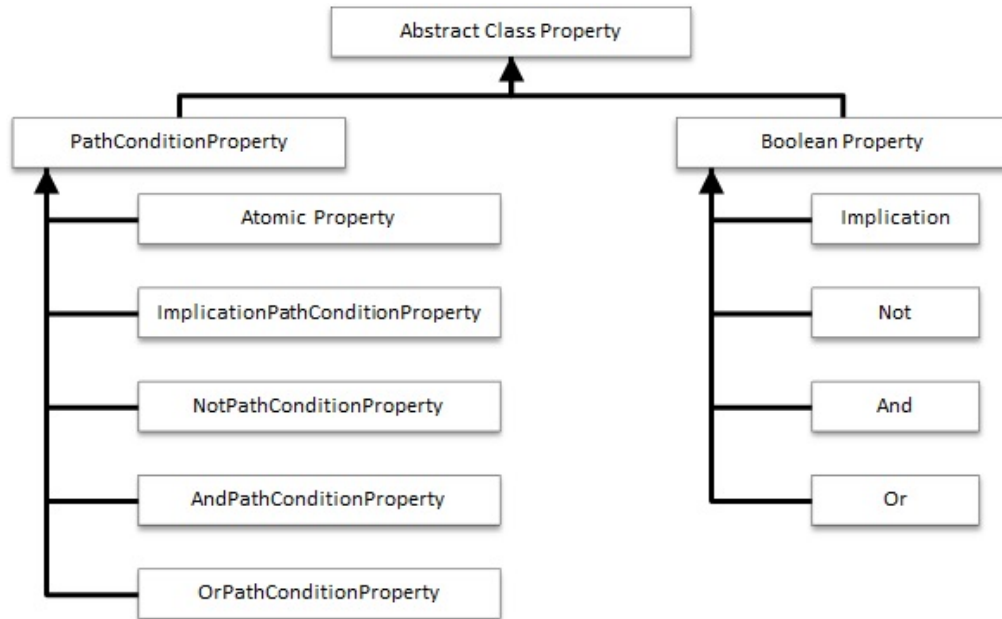 Abstract Class Property
PathConditionProperty
Boolean Property
Atomic Property
Implication
ImplicationPathConditionProperty
Not
NotPathConditionProperty
And
AndPathConditionProperty
Or
OrPathConditionProperty